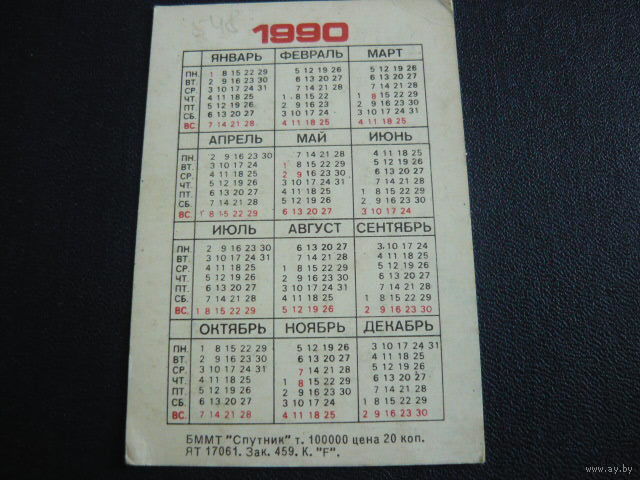 1990
ЯНВАРЬ ФЕВРАЛЬ МАРТ
ПН. 1 8 15 22 29 5 12 19 26 5 12 19 26
ВТ. 2 9 16 23 30 6 13 20 27 6 13 20 27
СР. 3 10 17 24 31 7 14 21 28 7 14 21 28
ЧТ. 4 11 18 25 1 8 15 22 1 8 15 22 29
ПТ. 5 12 19 26 2 9 16 23 2 9 16 23 30
СБ. 6 13 20 27 3 10 17 24 3 10 17 24 31
ВС. 7 14 21 28 4 11 18 25 4 11 18 25
АПРЕЛЬ МАЙ ИЮНЬ
ПН. 2 9 16 23 30 7 14 21 28 4 11 18 25
ВТ. 3 10 17 24 1 8 15 22 29 5 12 19 26
СР. 4 11 18 25 2 9 16 23 30 6 13 20 27
ЧТ. 5 12 19 26 3 10 17 24 31 7 14 21 28
ПТ. 6 13 20 27 4 11 18 25 1 8 15 22 29
СБ. 7 14 21 28 5 12 19 26 2 9 16 23 30
ВС. 1 8 15 22 29 6 13 20 27 3 10 17 24
ИЮЛЬ АВГУСТ СЕНТЯБРЬ
ПН. 2 9 16 23 30 6 13 20 27 3 10 17 24
ВТ. 3 10 17 24 31 7 14 21 28 4 11 18 25
СР. 4 11 18 25 1 8 15 22 29 5 12 19 26
ЧТ. 5 12 19 26 2 9 16 23 30 6 13 20 27
ПТ. 6 13 20 27 3 10 17 24 31 7 14 21 28
СБ. 7 14 21 28 4 11 18 25 1 8 15 22 29
ВС. 1 8 15 22 29 5 12 19 26 2 9 16 23 30
ОКТЯБРЬ НОЯБРЬ ДЕКАБРЬ
ПН. 1 8 15 22 29 5 12 19 26 3 10 17 24 31
ВТ. 2 9 16 23 30 6 13 20 27 4 11 18 25
СР. 3 10 17 24 31 7 14 21 28 5 12 19 26
ЧТ. 4 11 18 25 1 8 15 22 29 6 13 20 27
ПТ. 5 12 19 26 2 9 16 23 30 7 14 21 28
СБ. 6 13 20 27 3 10 17 24 1 8 15 22 29
ВС. 7 14 21 28 4 11 18 25 2 9 16 23 30
БММТ "Спутник" т. 100000 цена 20 коп.
ЯТ 17061. Зак. 459. К. "F".
www.ay.by